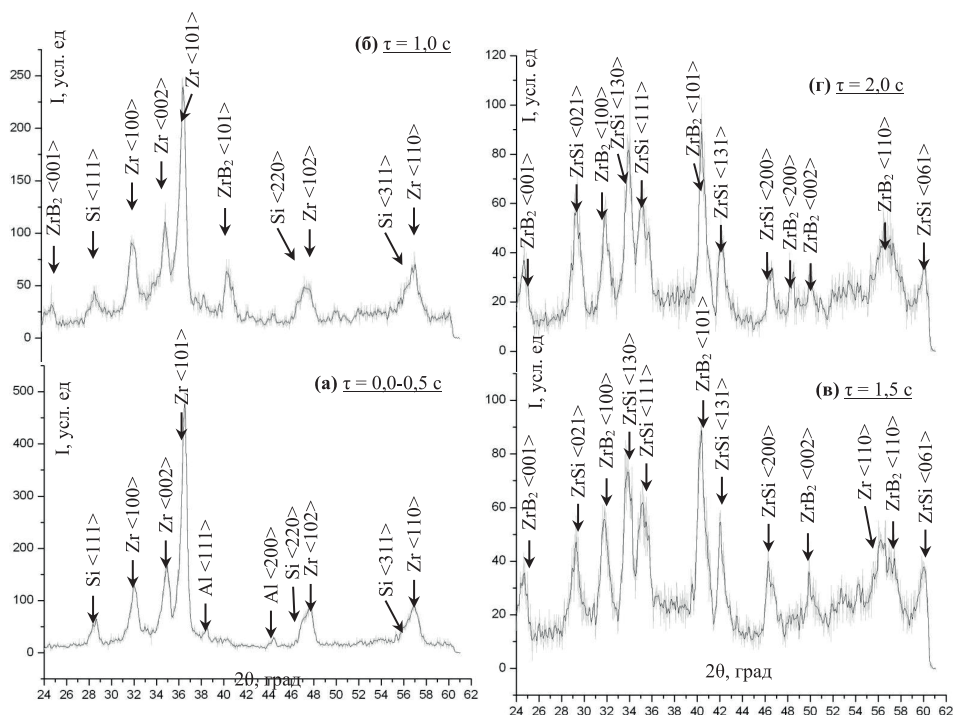 (б) τ = 1,0 с
I, усл. ед
250
200
150
100
50
0
ZrB₂ <001>
Si <111>
Zr <100>
Zr <002>
Zr <101>
ZrB₂ <101>
Si <220>
Zr <102>
Si <311>
Zr <110>
(г) τ = 2,0 с
I, усл. ед
120
100
80
60
40
20
0
ZrB₂ <001>
ZrSi <021>
ZrB₂ <100>
ZrSi <130>
ZrSi <111>
ZrB₂ <101>
ZrSi <131>
ZrSi <200>
ZrB₂ <200>
ZrB₂ <002>
ZrB₂ <110>
ZrSi <061>
(а) τ = 0,0-0,5 с
I, усл. ед
500
400
300
200
100
0
Si <111>
Zr <100>
Zr <002>
Zr <101>
Al <111>
Al <200>
Si <220>
Zr <102>
Si <311>
Zr <110>
2θ, град
24 26 28 30 32 34 36 38 40 42 44 46 48 50 52 54 56 58 60 62
(в) τ = 1,5 с
I, усл. ед
100
80
60
40
20
0
ZrB₂ <001>
ZrSi <021>
ZrB₂ <100>
ZrSi <130>
ZrSi <111>
ZrB₂ <101>
ZrSi <131>
ZrSi <200>
ZrB₂ <002>
Zr <110>
ZrB₂ <110>
ZrSi <061>
2θ, град
24 26 28 30 32 34 36 38 40 42 44 46 48 50 52 54 56 58 60 62